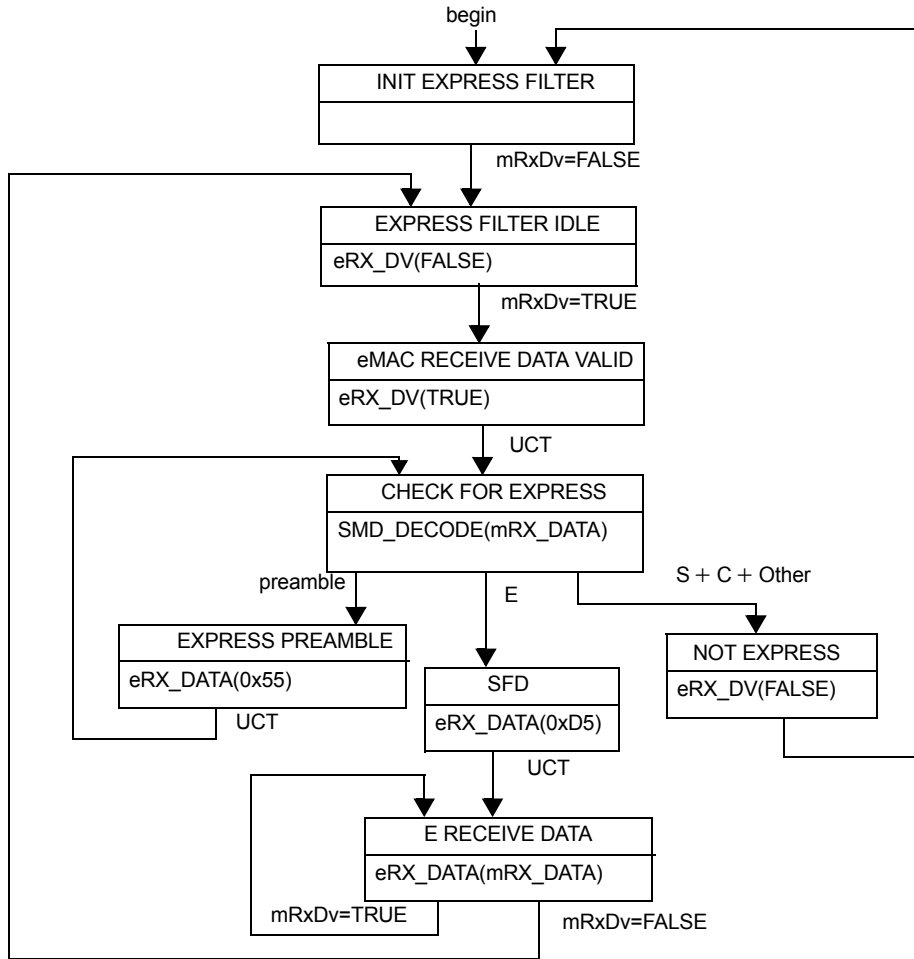 begin
INIT EXPRESS FILTER
mRxDv=FALSE
EXPRESS FILTER IDLE
eRX_DV(FALSE)
mRxDv=TRUE
eMAC RECEIVE DATA VALID
eRX_DV(TRUE)
UCT
CHECK FOR EXPRESS
SMD_DECODE(mRX_DATA)
preamble
E
S + C + Other
EXPRESS PREAMBLE
eRX_DATA(0x55)
UCT
NOT EXPRESS
eRX_DV(FALSE)
SFD
eRX_DATA(0xD5)
UCT
E RECEIVE DATA
eRX_DATA(mRX_DATA)
mRxDv=TRUE
mRxDv=FALSE